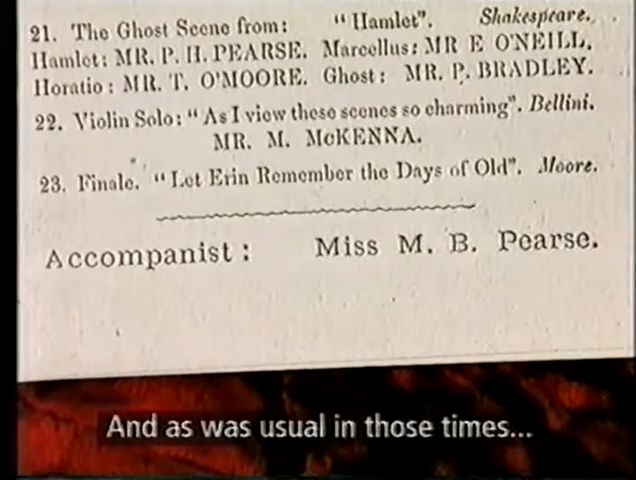 21. The Ghost Scene from: "Hamlet". Shakespeare.
Hamlet: MR. P. H. PEARSE. Marcellus: MR E O'NEILL.
Horatio: MR. T. O'MOORE. Ghost: MR. P. BRADLEY.
22. Violin Solo: "As I view these scenes so charming". Bellini.
MR. M. McKENNA.
23. Finale. "Let Erin Remember the Days of Old". Moore.
Accompanist: Miss M. B. Pearse.
And as was usual in those times...